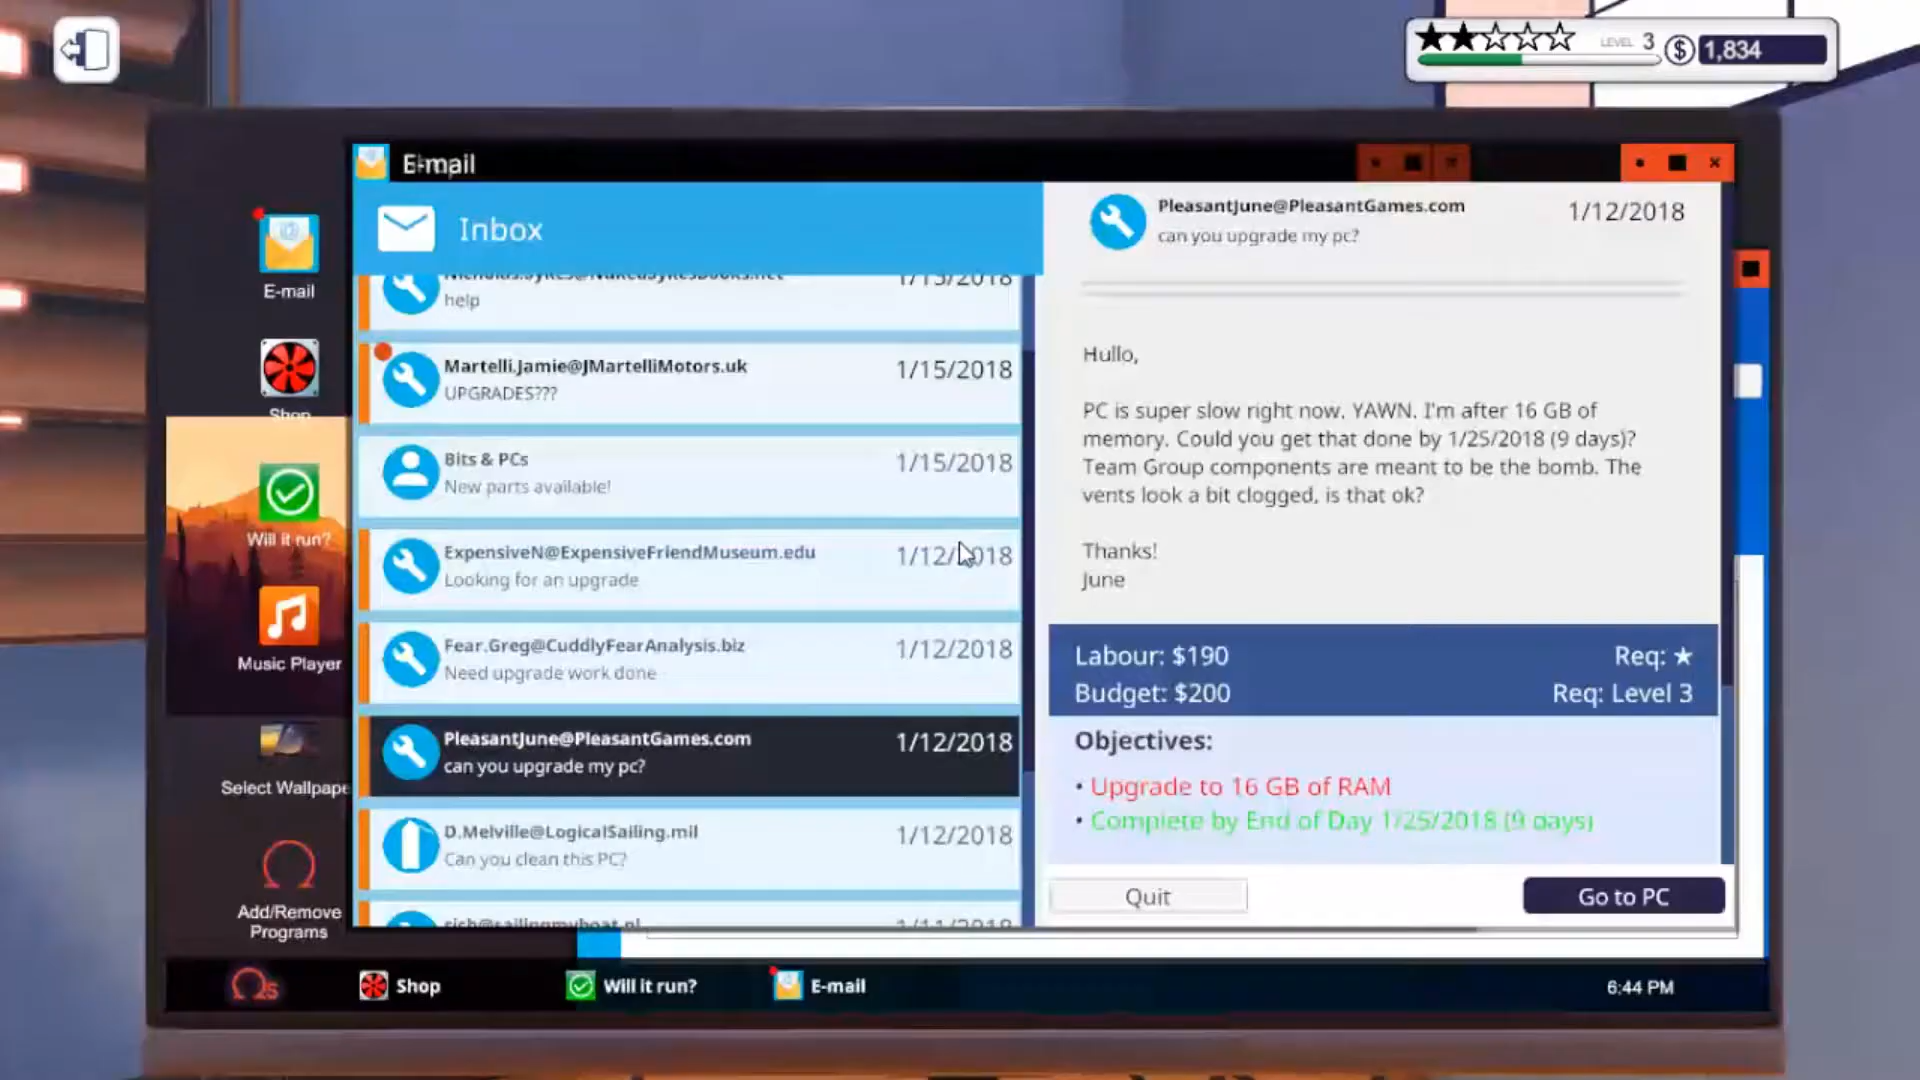 LEVEL 3
1,834
E-mail
Inbox
help
Martelli.Jamie@JMartelliMotors.uk
1/15/2018
UPGRADES???
Bits & PCs
1/15/2018
New parts available!
ExpensiveN@ExpensiveFriendMuseum.edu
1/12/2018
Looking for an upgrade
Fear.Greg@CuddlyFearAnalysis.biz
1/12/2018
Need upgrade work done
PleasantJune@PleasantGames.com
1/12/2018
can you upgrade my pc?
D.Melville@LogicalSailing.mil
1/12/2018
Can you clean this PC?
PleasantJune@PleasantGames.com
1/12/2018
can you upgrade my pc?
Hullo,
PC is super slow right now. YAWN. I'm after 16 GB of
memory. Could you get that done by 1/25/2018 (9 days)?
Team Group components are meant to be the bomb. The
vents look a bit clogged, is that ok?
Thanks!
June
Labour: $190
Req: ★
Budget: $200
Req: Level 3
Objectives:
• Upgrade to 16 GB of RAM
• Complete by End of Day 1/25/2018 (9 days)
Quit
Go to PC
E-mail
Shop
Will it run?
Music Player
Select Wallpape
Add/Remove
Programs
Shop
Will it run?
E-mail
6:44 PM